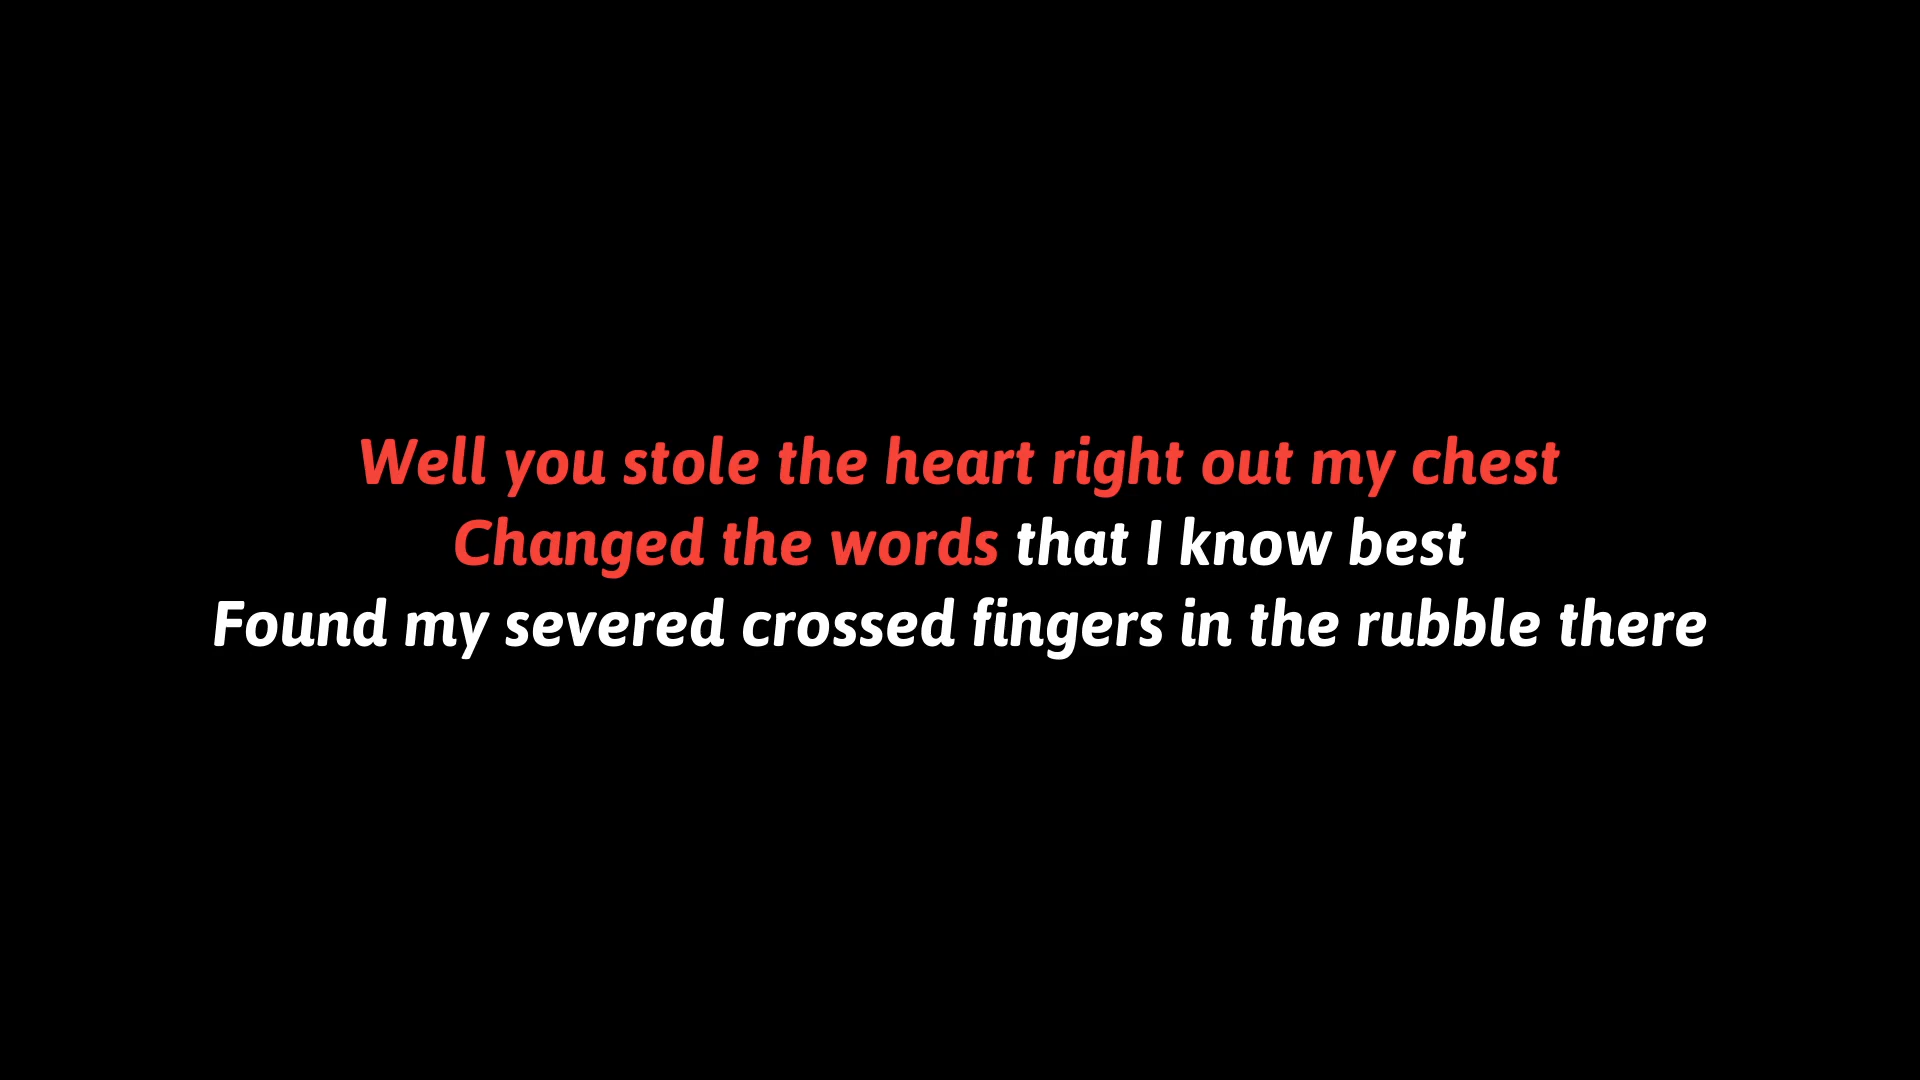 Well you stole the heart right out my chest
Changed the words that I know best
Found my severed crossed fingers in the rubble there